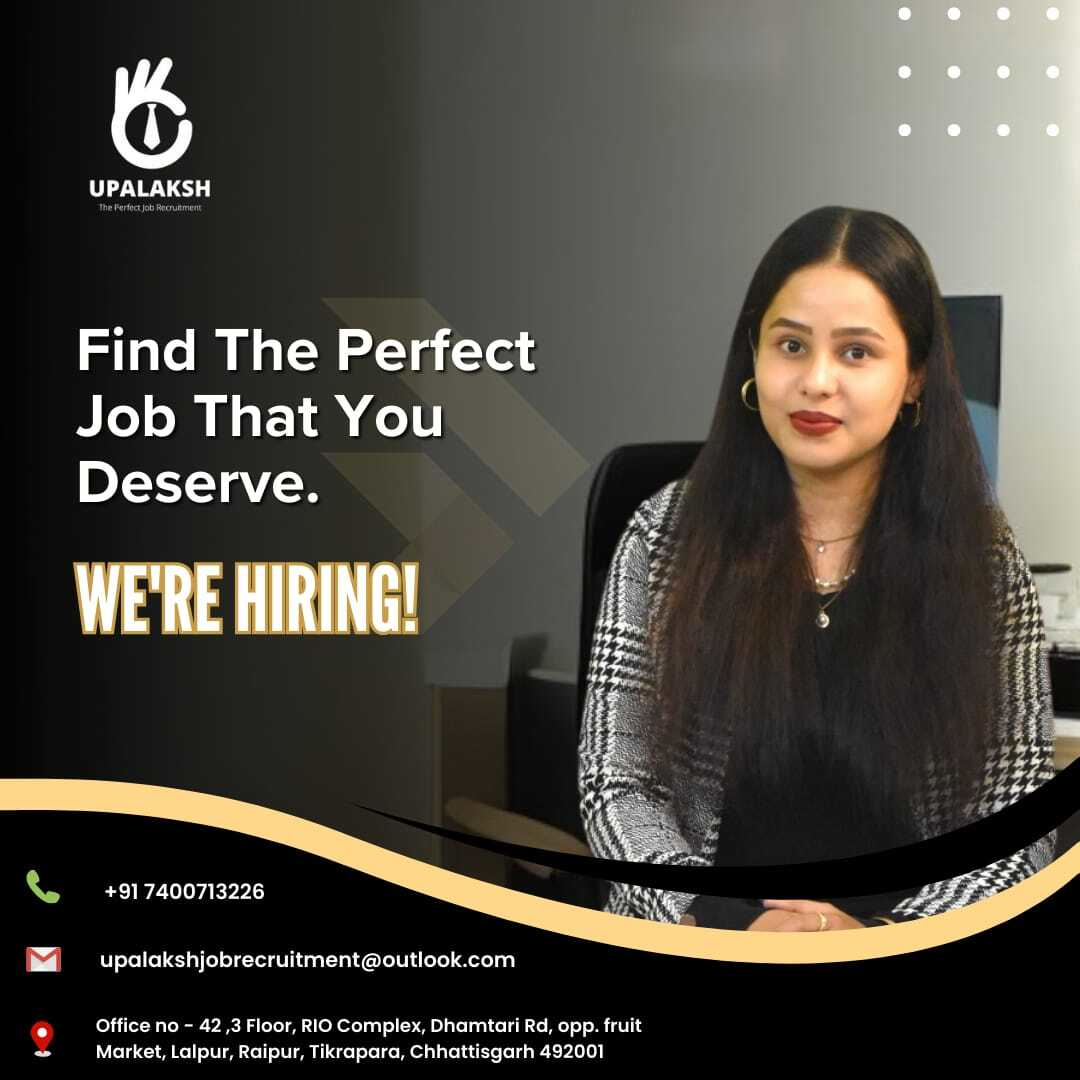 UPALAKSH
The Perfect Job Recruitment
Find The Perfect
Job That You
Deserve.
WE'RE HIRING!
+91 7400713226
upalakshjobrecruitment@outlook.com
Office no - 42 ,3 Floor, RIO Complex, Dhamtari Rd, opp. fruit
Market, Lalpur, Raipur, Tikrapara, Chhattisgarh 492001